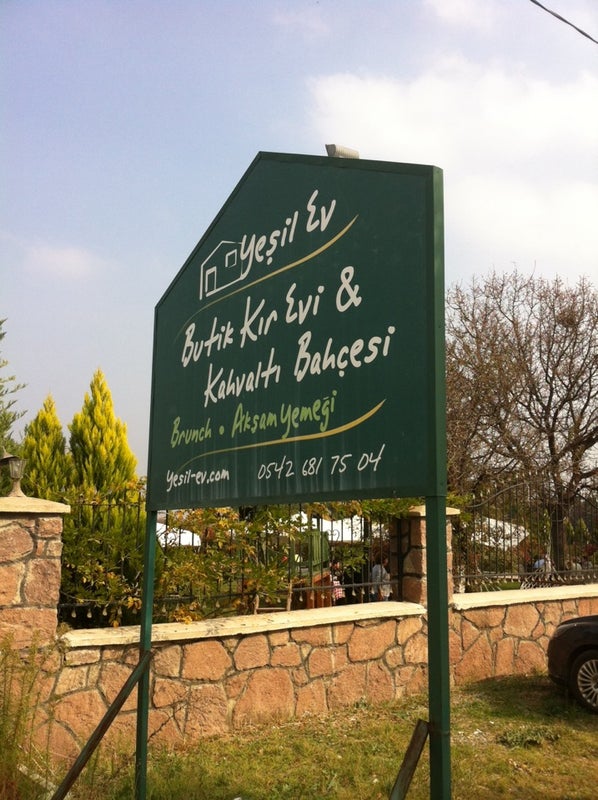 Yeşil Ev
Butik Kır Evi &
Kahvaltı Bahçesi
Brunch • Akşam Yemeği
yesil-ev.com 0542 681 75 04